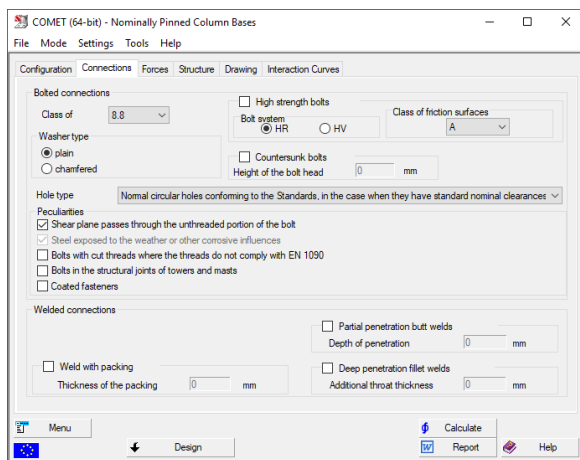 COMET (64-bit) - Nominally Pinned Column Bases
File Mode Settings Tools Help
Configuration Connections Forces Structure Drawing Interaction Curves
Bolted connections
Class of 8.8
High strength bolts
Bolt system
HR HV
Class of friction surfaces
A
Washer type
plain
chamfered
Countersunk bolts
Height of the bolt head 0 mm
Hole type Normal circular holes conforming to the Standards, in the case when they have standard nominal clearances
Peculiarities
Shear plane passes through the unthreaded portion of the bolt
Steel exposed to the weather or other corrosive influences
Bolts with cut threads where the threads do not comply with EN 1090
Bolts in the structural joints of towers and masts
Coated fasteners
Welded connections
Partial penetration butt welds
Depth of penetration 0 mm
Weld with packing
Thickness of the packing 0 mm
Deep penetration fillet welds
Additional throat thickness 0 mm
Menu Calculate
Design Report Help